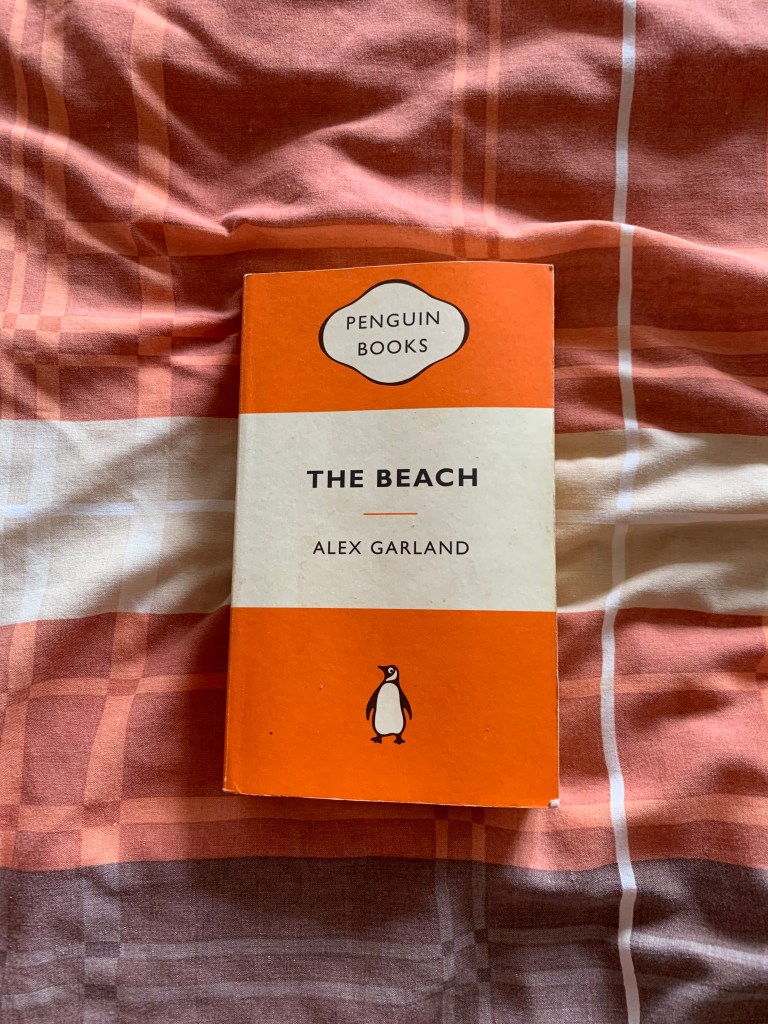 PENGUIN
BOOKS
THE BEACH
ALEX GARLAND